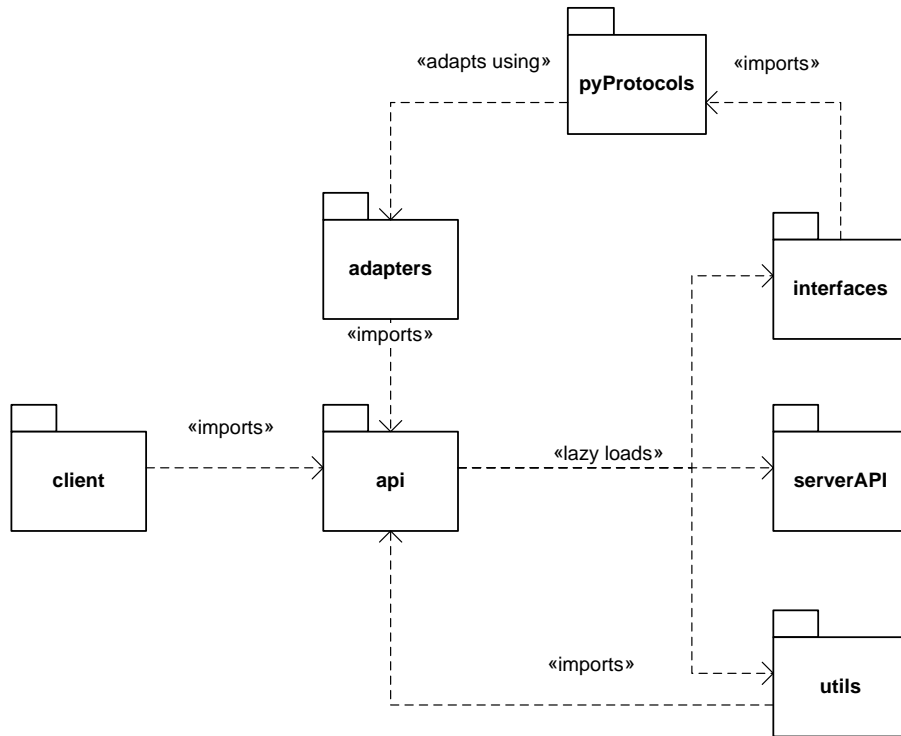 «adapts using»
«imports»
pyProtocols
adapters
interfaces
«imports»
«imports»
«lazy loads»
client
api
serverAPI
«imports»
utils